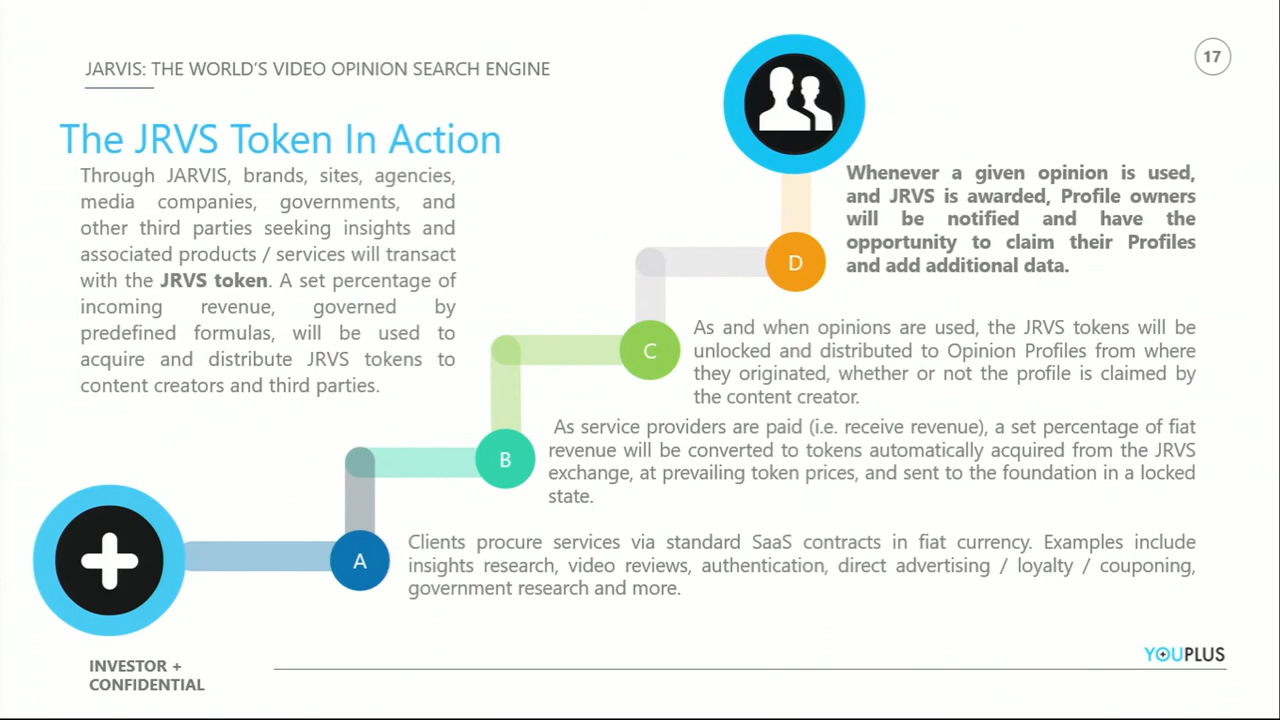 JARVIS: THE WORLD'S VIDEO OPINION SEARCH ENGINE
17
The JRVS Token In Action
Through JARVIS, brands, sites, agencies,
media companies, governments, and
other third parties seeking insights and
associated products / services will transact
with the JRVS token. A set percentage of
incoming revenue, governed by
predefined formulas, will be used to
acquire and distribute JRVS tokens to
content creators and third parties.
Whenever a given opinion is used,
and JRVS is awarded, Profile owners
will be notified and have the
opportunity to claim their Profiles
and add additional data.
D
As and when opinions are used, the JRVS tokens will be
unlocked and distributed to Opinion Profiles from where
they originated, whether or not the profile is claimed by
the content creator.
C
As service providers are paid (i.e. receive revenue), a set percentage of fiat
revenue will be converted to tokens automatically acquired from the JRVS
exchange, at prevailing token prices, and sent to the foundation in a locked
state.
B
Clients procure services via standard SaaS contracts in fiat currency. Examples include
insights research, video reviews, authentication, direct advertising / loyalty / couponing,
government research and more.
A
INVESTOR +
CONFIDENTIAL
YOUPLUS